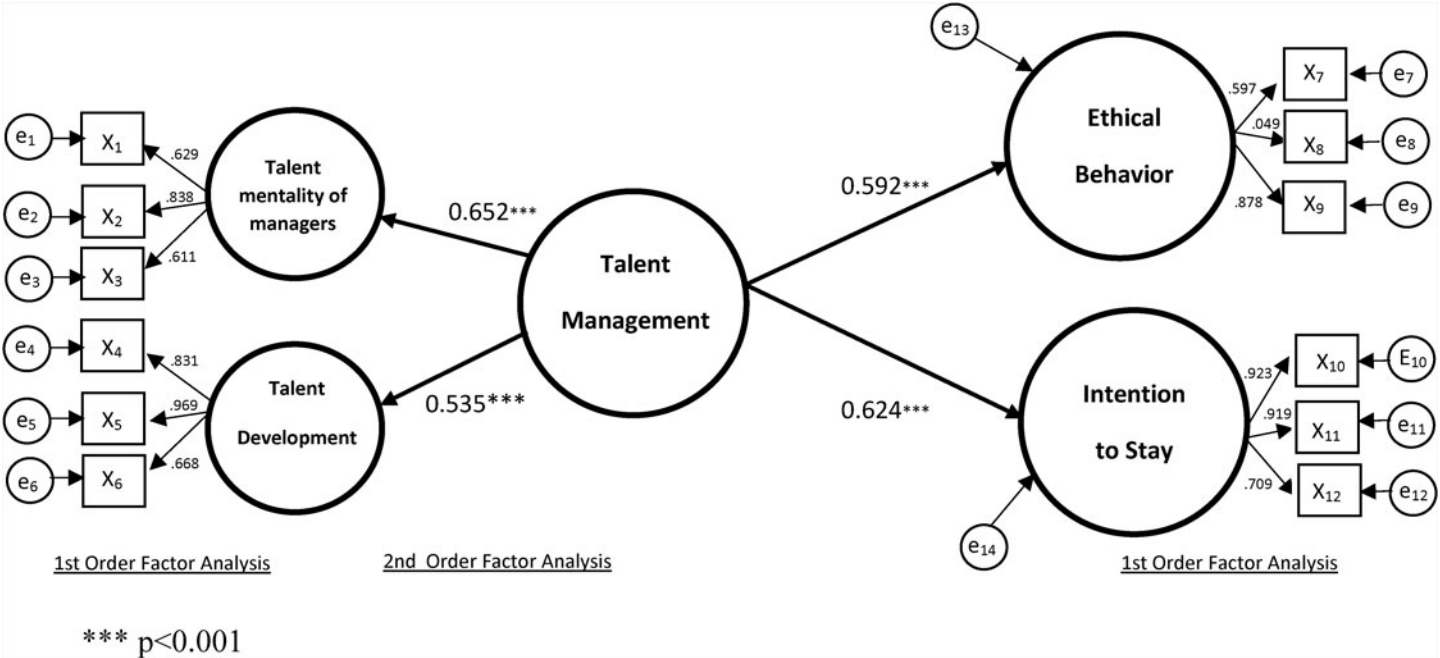 e13
e1
X1
.629
Talent
mentality of
managers
e2
X2
.838
e3
X3
.611
0.652***
e4
X4
.831
Talent
Development
e5
X5
.969
e6
X6
.668
0.535***
Talent
Management
0.592***
Ethical
Behavior
.597
X7
e7
.049
X8
e8
.878
X9
e9
0.624***
Intention
to Stay
.923
X10
E10
.919
X11
e11
.709
X12
e12
e14
1st Order Factor Analysis
2nd Order Factor Analysis
1st Order Factor Analysis
*** p<0.001